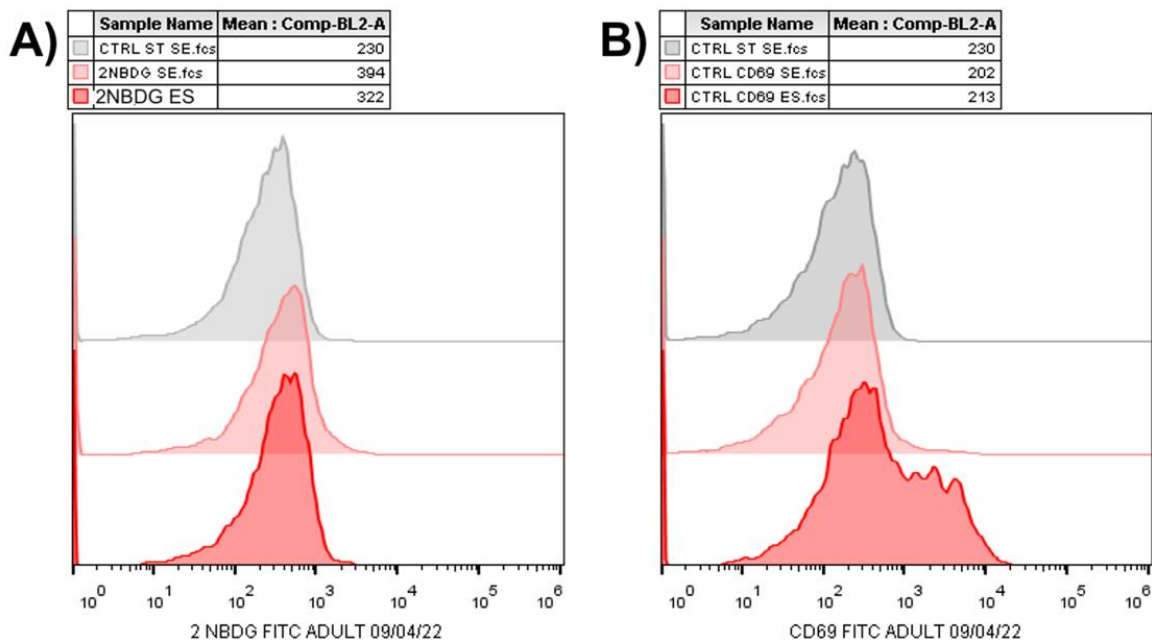 A)
Sample Name Mean : Comp-BL2-A
CTRL ST SE.fcs 230
2NBDG SE.fcs 394
2NBDG ES 322
10^0 10^1 10^2 10^3 10^4 10^5 10^6
2 NBDG FITC ADULT 09/04/22
B)
Sample Name Mean : Comp-BL2-A
CTRL ST SE.fcs 230
CTRL CD69 SE.fcs 202
CTRL CD69 ES.fcs 213
10^0 10^1 10^2 10^3 10^4 10^5 10^6
CD69 FITC ADULT 09/04/22